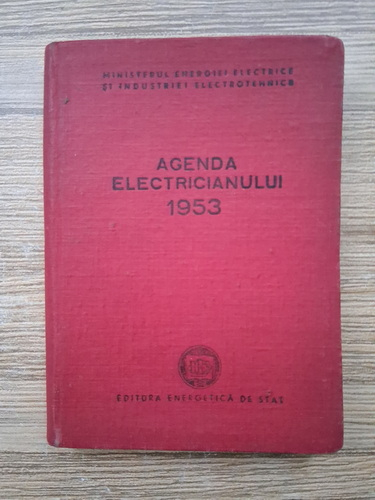 MINISTERUL ENERGIEI ELECTRICE
ȘI INDUSTRIEI ELECTROTEHNICE
AGENDA
ELECTRICIANULUI
1953
EDITURA ENERGETICĂ DE STAT